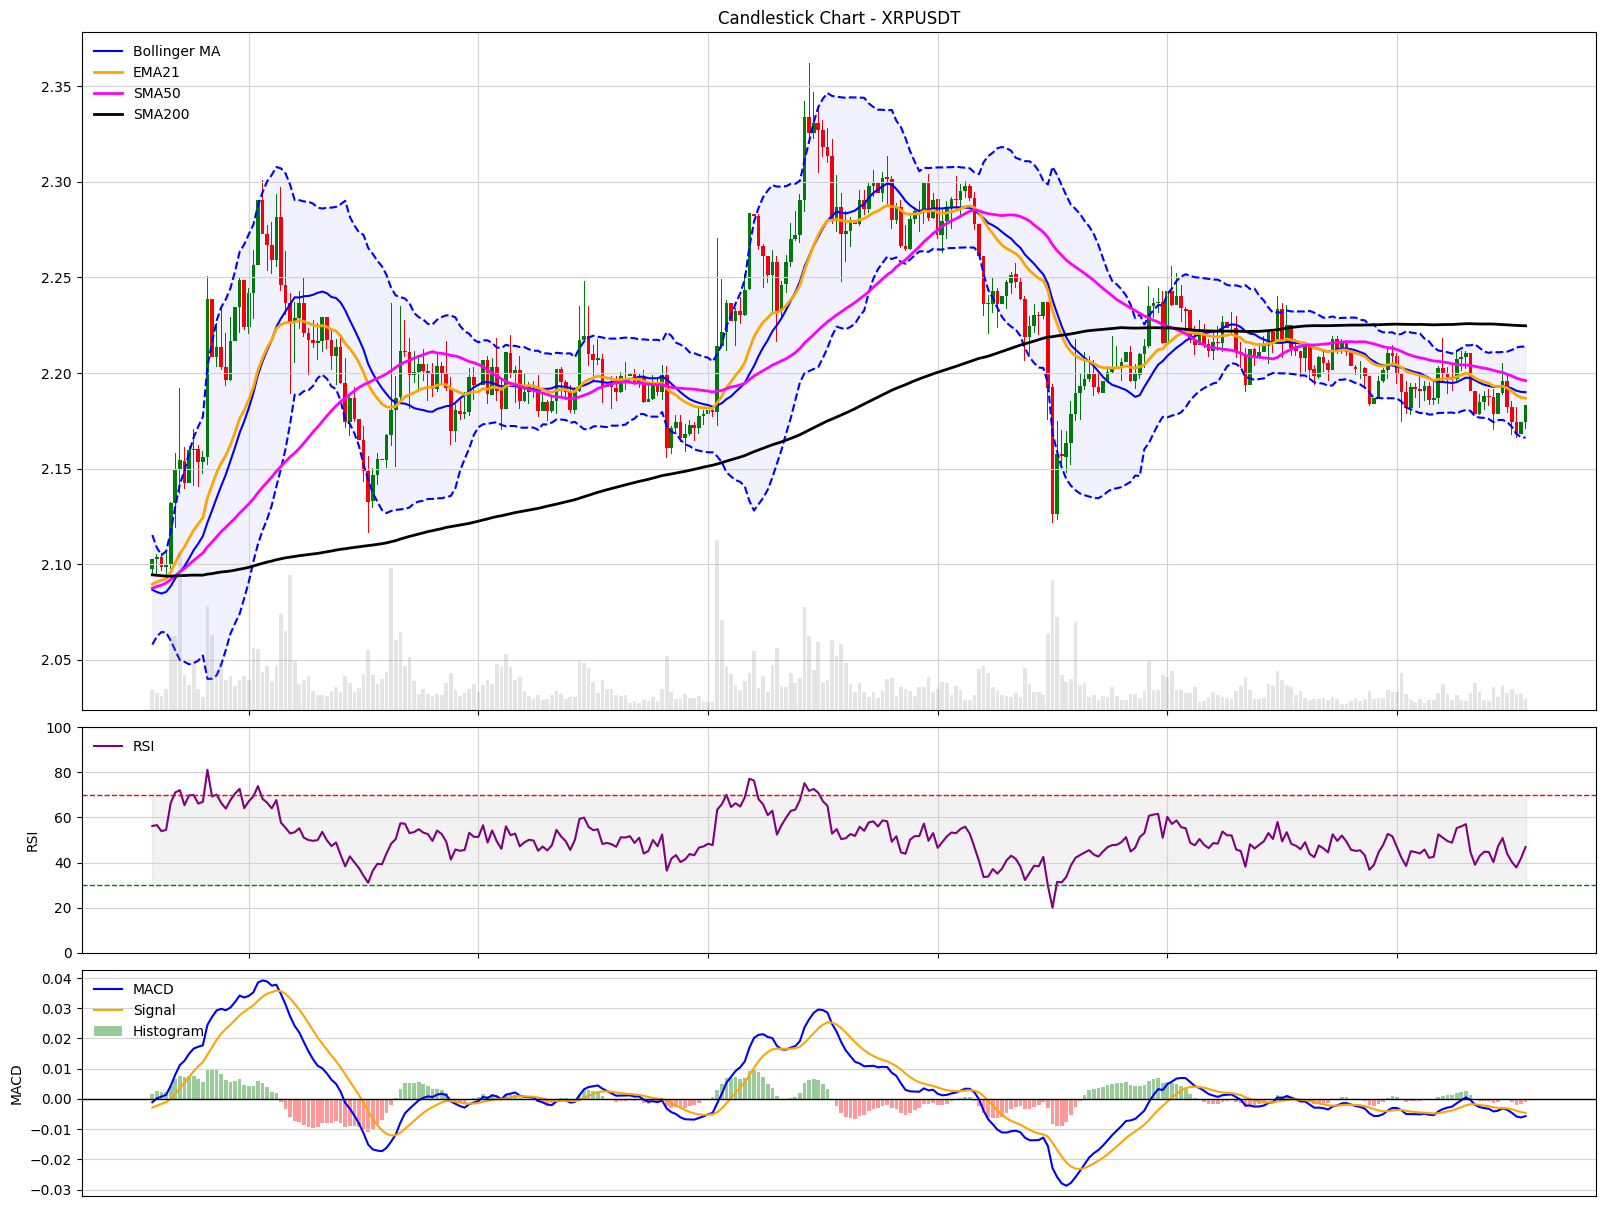 Candlestick Chart - XRPUSDT
Bollinger MA
EMA21
SMA50
SMA200
2.35
2.30
2.25
2.20
2.15
2.10
2.05
RSI
100
80
60
40
20
0
RSI
MACD
Signal
Histogram
0.04
0.03
0.02
0.01
0.00
−0.01
−0.02
−0.03
MACD